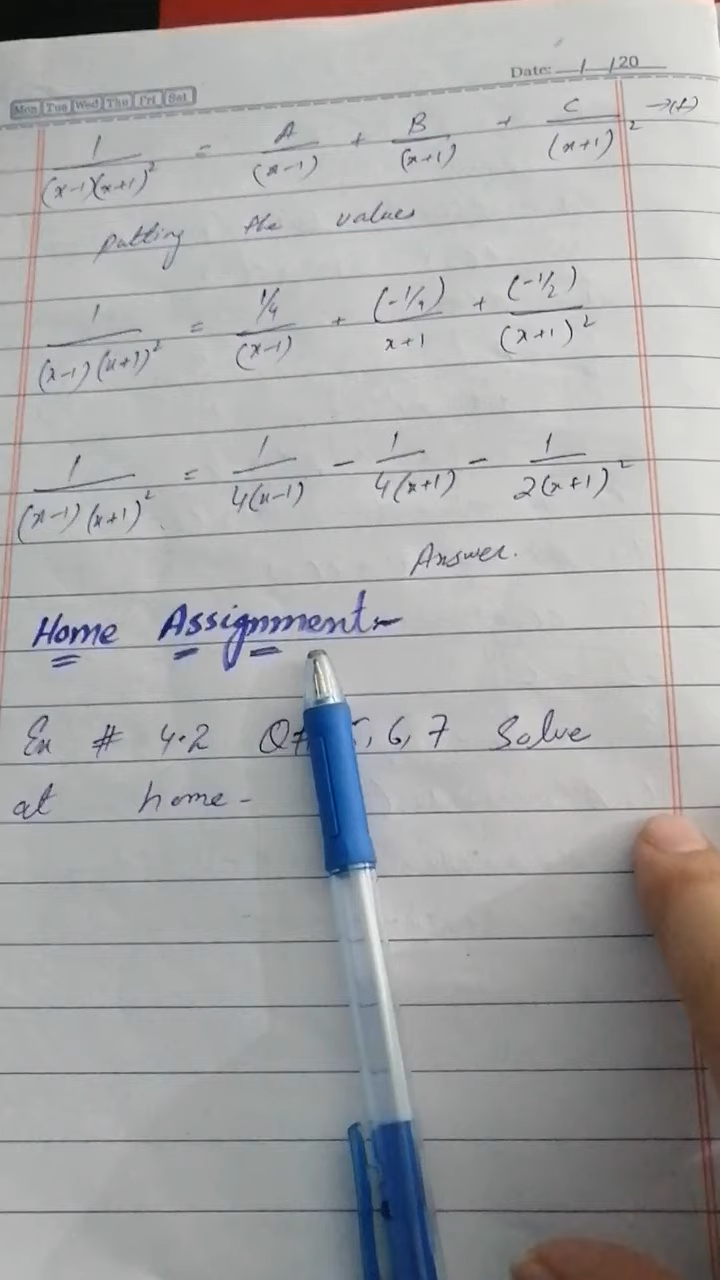 Date: / /20
Mon Tue Wed Thu Fri Sat
1/(x-1)(x+1)² = A/(x-1) + B/(x+1) + C/(x+1)² →(1)
putting the values
1/(x-1)(x+1)² = 1/4/(x-1) + (-1/4)/x+1 + (-1/2)/(x+1)²
1/(x-1)(x+1)² = 1/4(x-1) - 1/4(x+1) - 1/2(x+1)²
Answer.
Home Assignment
Ex # 4.2 6, 7 Solve
at home-